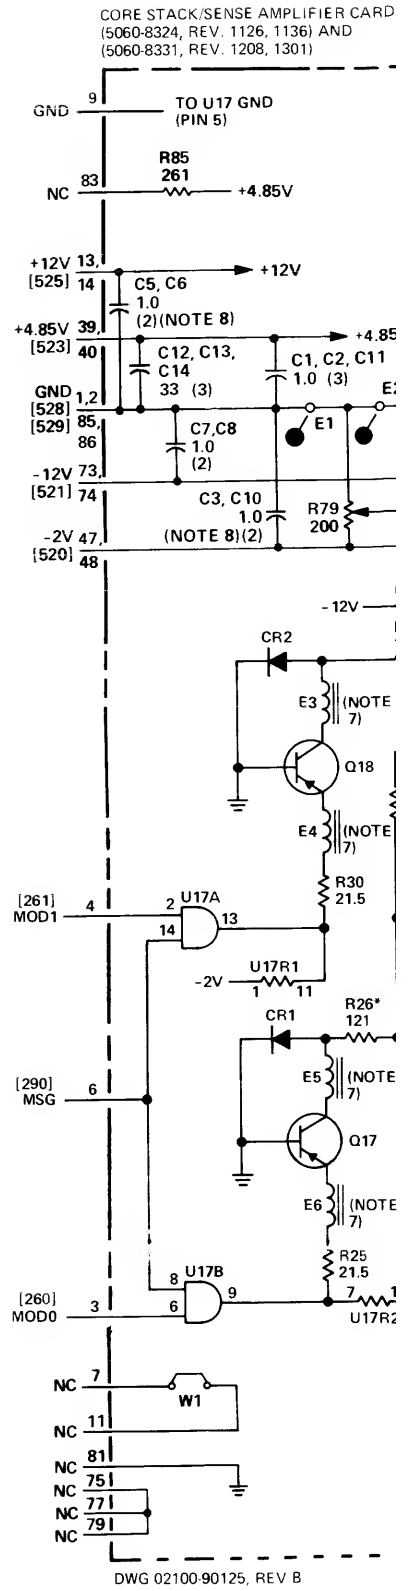 CORE STACK/SENSE AMPLIFIER CARD
(5060-8324, REV. 1126, 1136) AND
(5060-8331, REV. 1208, 1301)
GND 9 TO U17 GND
(PIN 5)
R85
261
NC 83 +4.85V
+12V 13, +12V
[525] 14
C5, C6
1.0
(2)(NOTE 8)
+4.85V 39, +4.85
[523] 40
C12, C13,
C14
33 (3)
C1, C2, C11
1.0 (3)
GND 1,2
[528]
[529] 85,
86
E1
E2
C7,C8
1.0
(2)
-12V 73,
[521] 74
C3, C10
1.0
(NOTE 8)(2)
R79
200
-2V 47,
[520] 48
-12V
CR2
E3 (NOTE
7)
Q18
E4 (NOTE
7)
R30
21.5
[261] 4 2 U17A 13
MOD1 14
-2V U17R1
1 11
R26*
121
CR1
E5 (NOTE
7)
[290] 6
MSG
Q17
E6 (NOTE
7)
R25
21.5
U17B
8 9 7 1
[260] 3 6 U17R2
MOD0
NC 7
W1
NC 11
NC 81
NC 75
NC 77
NC 79
DWG 02100-90125, REV B